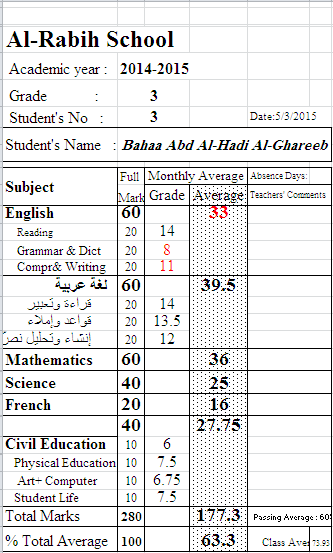 Al-Rabih School
Academic year : 2014-2015
Grade : 3
Student's No : 3 Date:5/3/2015
Student's Name : Bahaa Abd Al-Hadi Al-Ghareeb
Subject Full Mark Monthly Average Absence Days:
Grade Average Teachers' Comments
English 60 33
Reading 20 14
Grammar & Dict 20 8
Compr& Writing 20 11
لغة عربية 60 39.5
قراءة وتعبير 20 14
قواعد وإملاء 20 13.5
إنشاء وتحليل نصّ 20 12
Mathematics 60 36
Science 40 25
French 20 16
40 27.75
Civil Education 10 6
Physical Education 10 7.5
Art+ Computer 10 6.75
Student Life 10 7.5
Total Marks 280 177.3 Passing Average : 60%
% Total Average 100 63.3 Class Aver 73.93